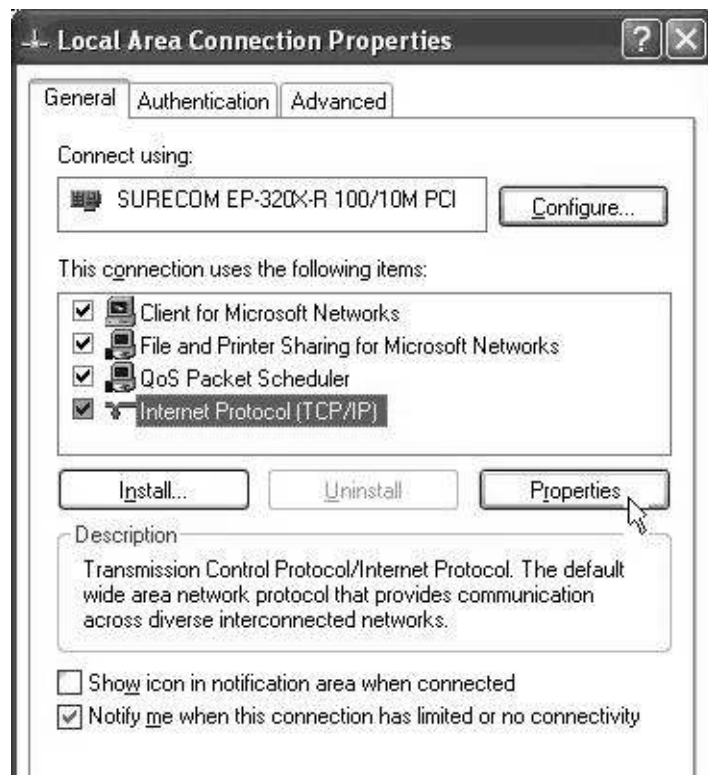 Local Area Connection Properties
General Authentication Advanced
Connect using:
SURECOM EP-320X-R 100/10M PCI
Configure...
This connection uses the following items:
Client for Microsoft Networks
File and Printer Sharing for Microsoft Networks
QoS Packet Scheduler
Internet Protocol (TCP/IP)
Install... Uninstall Properties
Description
Transmission Control Protocol/Internet Protocol. The default
wide area network protocol that provides communication
across diverse interconnected networks.
Show icon in notification area when connected
Notify me when this connection has limited or no connectivity